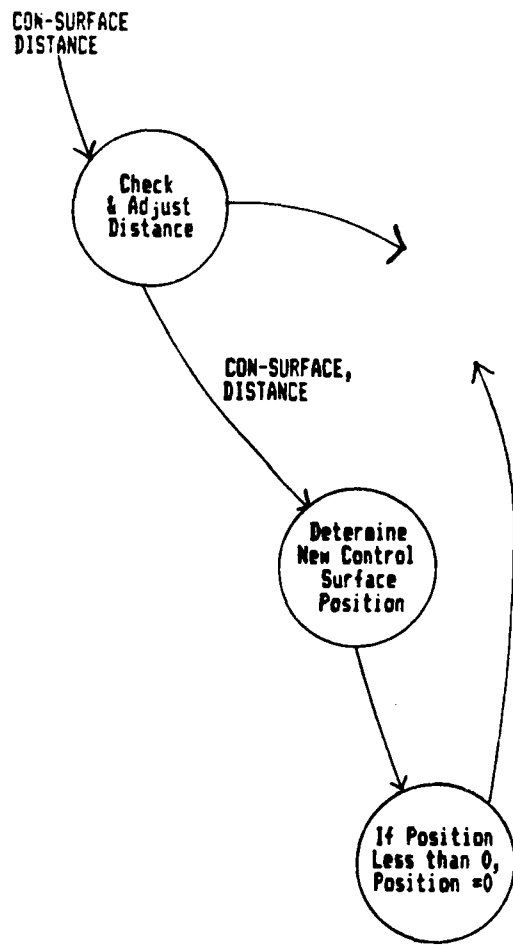 CON-SURFACE
DISTANCE
Check
& Adjust
Distance
CON-SURFACE,
DISTANCE
Determine
New Control
Surface
Position
If Position
Less than 0,
Position =0